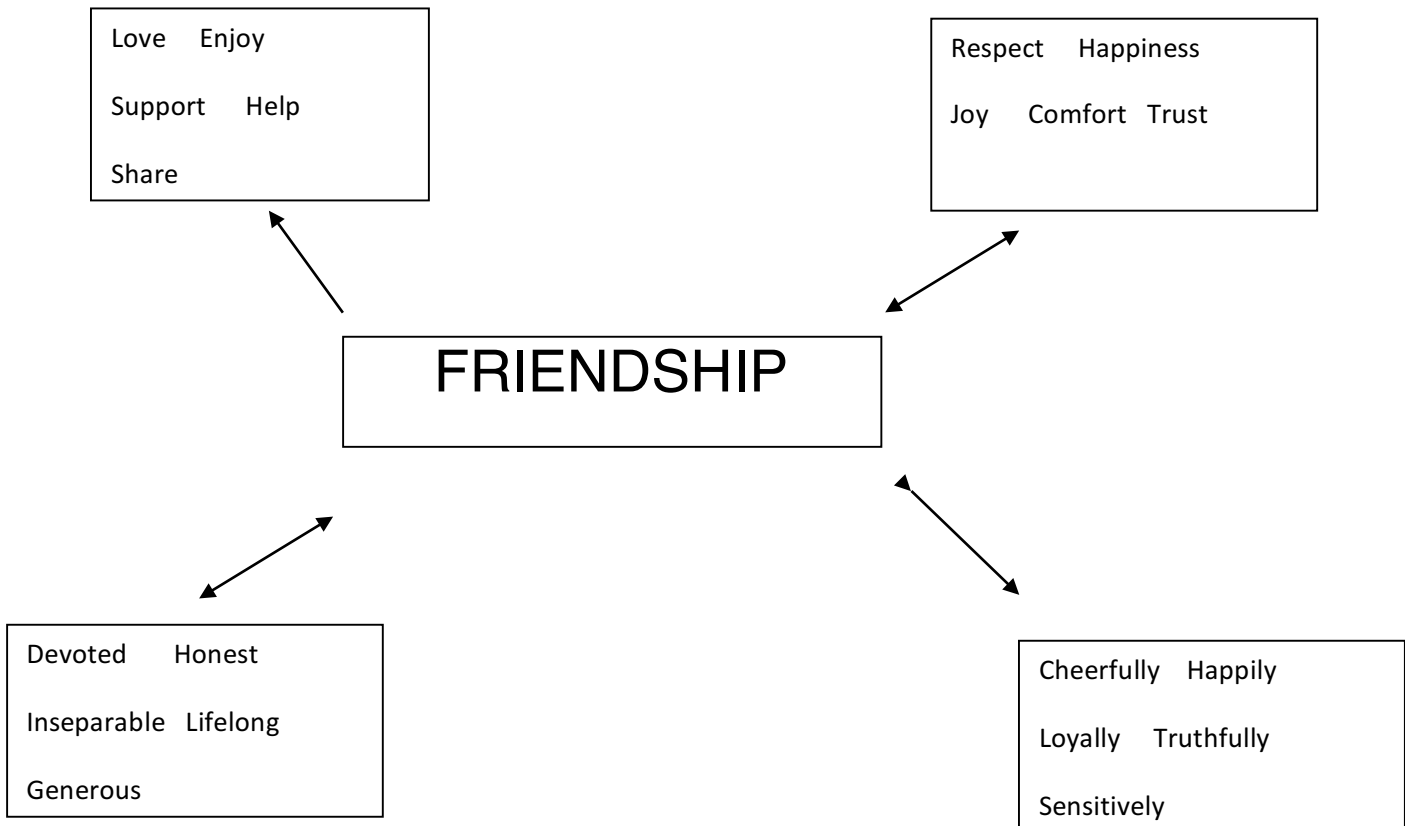 Love Enjoy
Support Help
Share
Respect Happiness
Joy Comfort Trust
FRIENDSHIP
Devoted Honest
Inseparable Lifelong
Generous
Cheerfully Happily
Loyally Truthfully
Sensitively